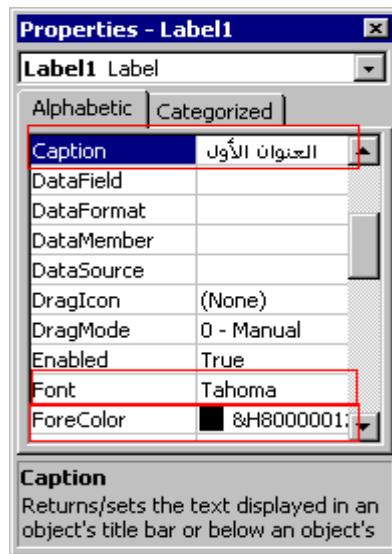 Properties - Label1
Label1 Label
Alphabetic Categorized
Caption العنوان الأول
DataField
DataFormat
DataMember
DataSource
DragIcon (None)
DragMode 0 - Manual
Enabled True
Font Tahoma
ForeColor &H80000012
Caption
Returns/sets the text displayed in an
object's title bar or below an object's